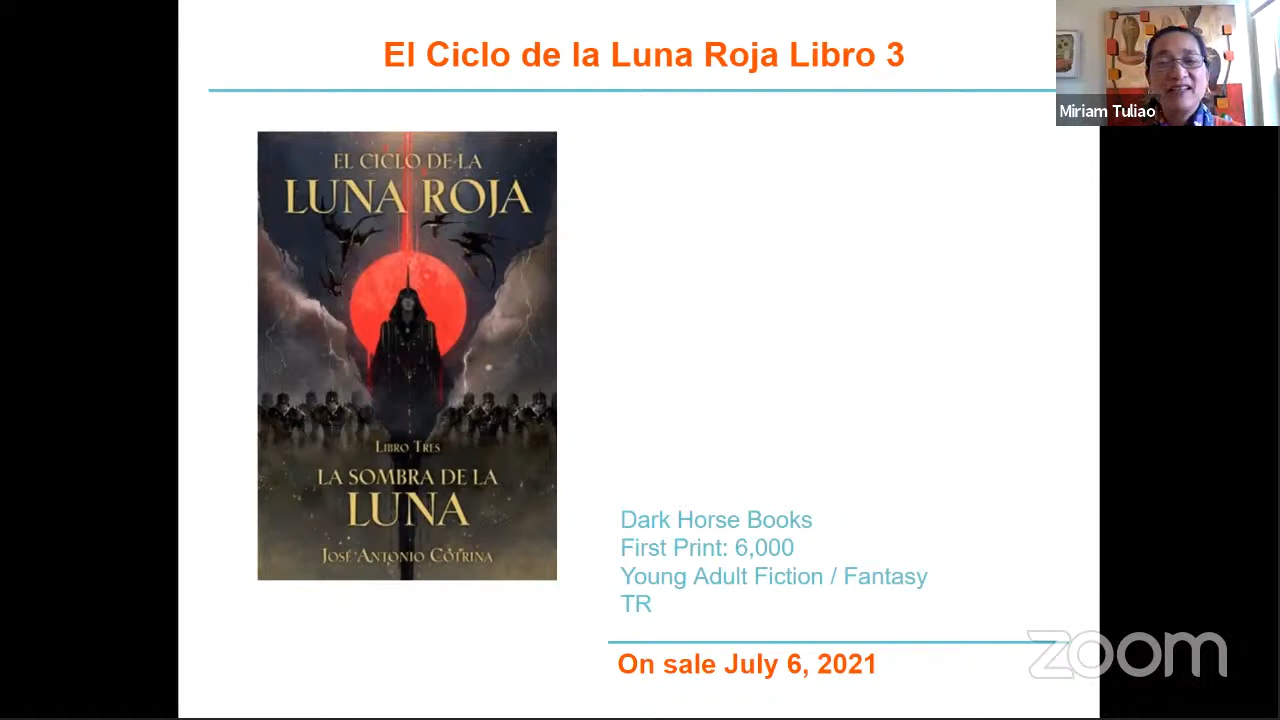 El Ciclo de la Luna Roja Libro 3
Miriam Tuliao
EL CICLO DE LA
LUNA ROJA
LIBRO TRES
LA SOMBRA DE LA
LUNA
JOSÉ ANTONIO COTRINA
Dark Horse Books
First Print: 6,000
Young Adult Fiction / Fantasy
TR
On sale July 6, 2021
zoom